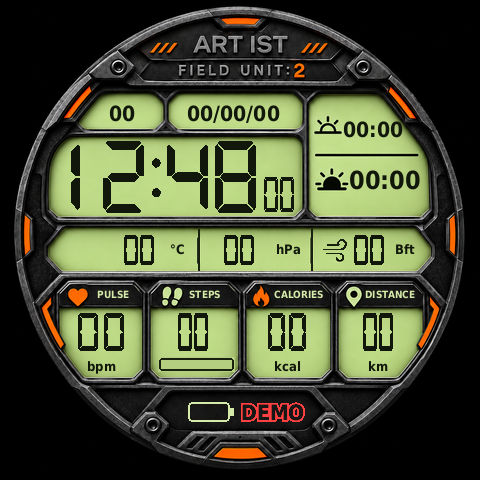 ART IST
FIELD UNIT:2
00 00/00/00 00:00
12:48 00 00:00
00 °C 00 hPa 00 Bft
PULSE STEPS CALORIES DISTANCE
00 00 00 00
bpm kcal km
DEMO